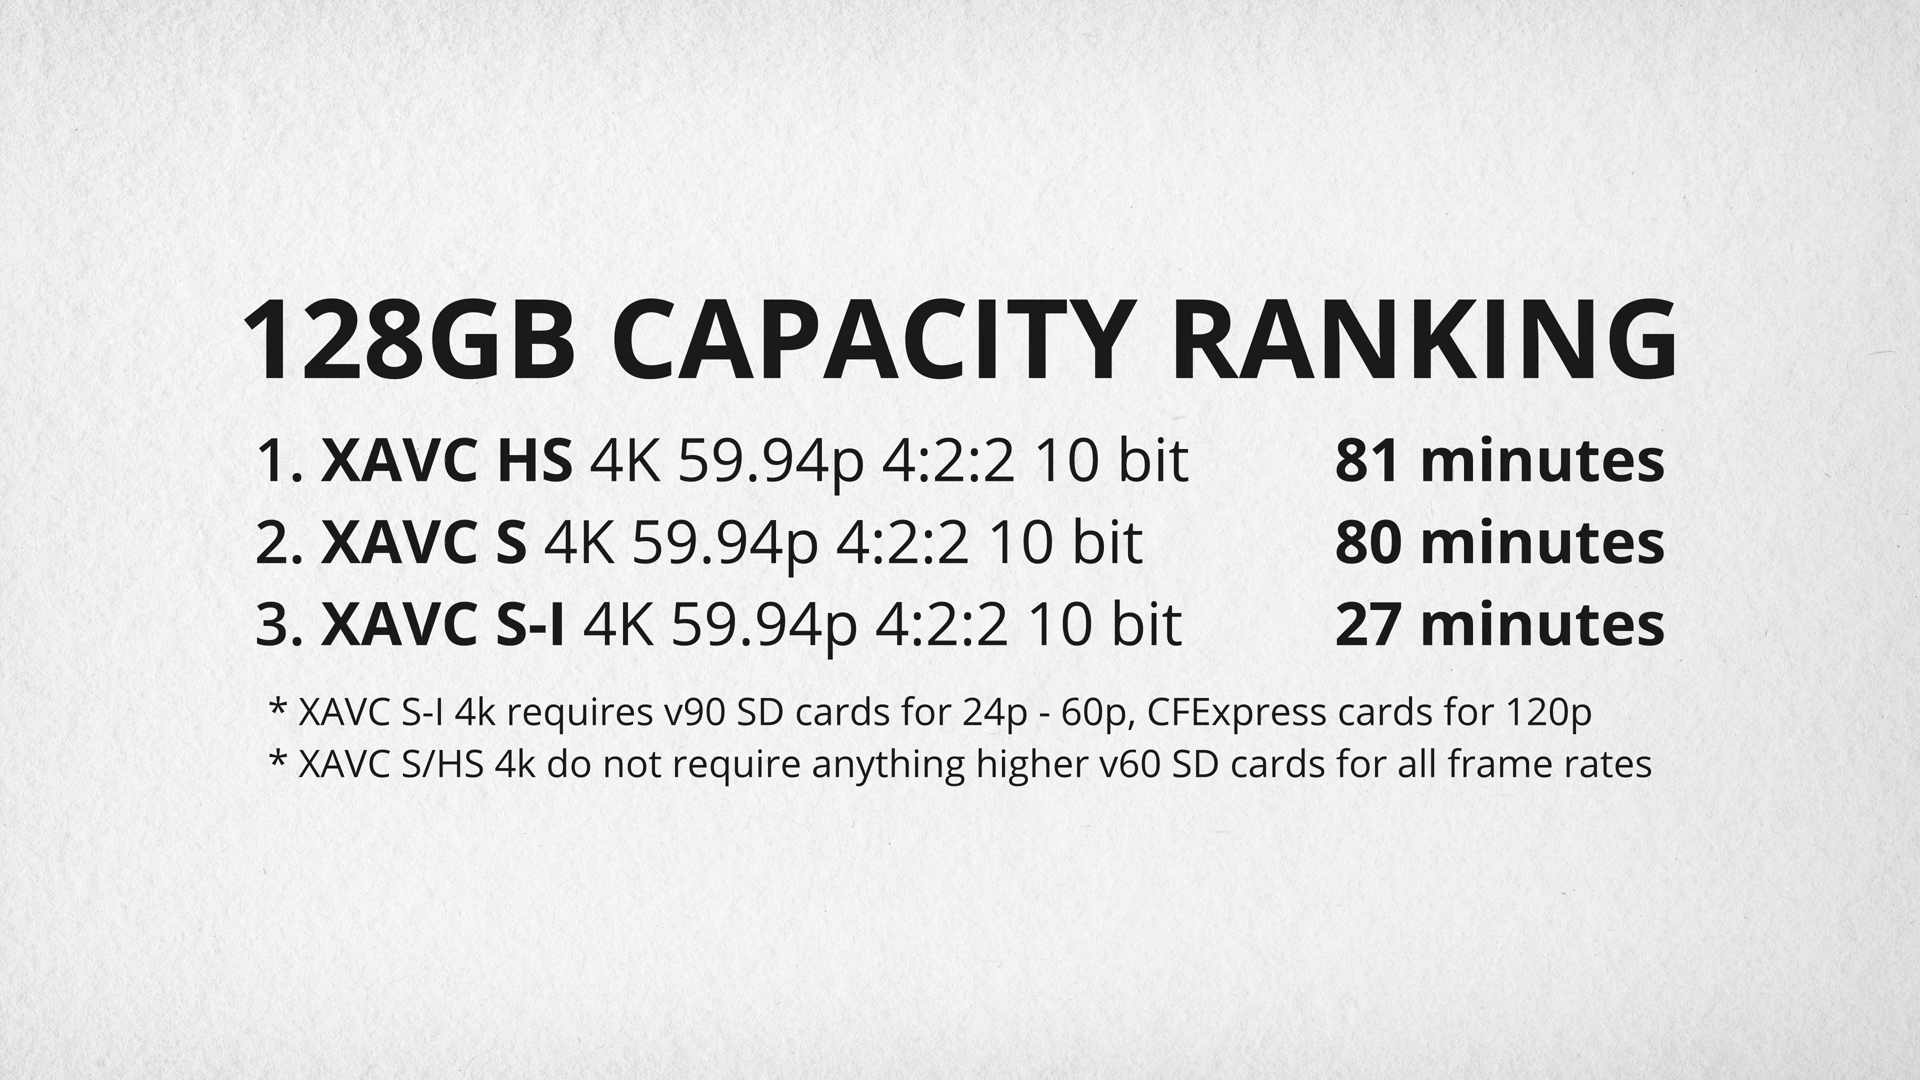 128GB CAPACITY RANKING
1. XAVC HS 4K 59.94p 4:2:2 10 bit 81 minutes
2. XAVC S 4K 59.94p 4:2:2 10 bit 80 minutes
3. XAVC S-I 4K 59.94p 4:2:2 10 bit 27 minutes
* XAVC S-I 4k requires v90 SD cards for 24p - 60p, CFExpress cards for 120p
* XAVC S/HS 4k do not require anything higher v60 SD cards for all frame rates